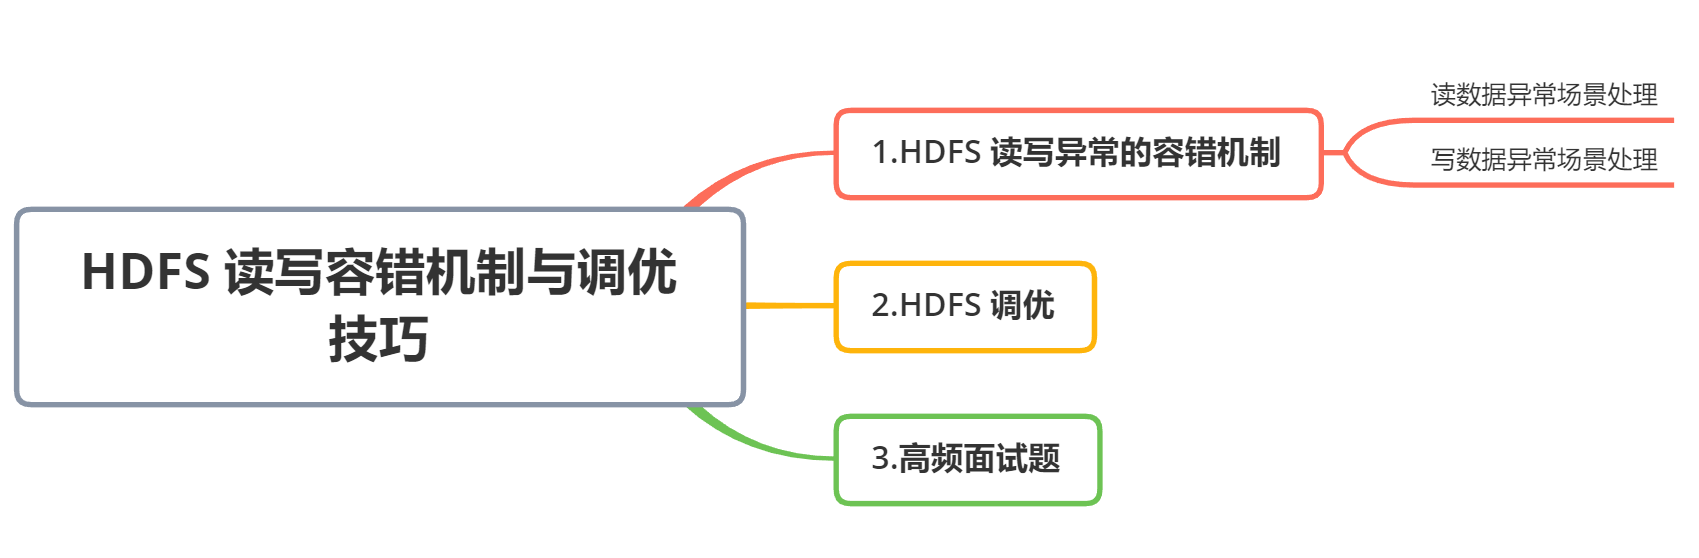 HDFS 读写容错机制与调优
技巧
1.HDFS 读写异常的容错机制
读数据异常场景处理
写数据异常场景处理
2.HDFS 调优
3.高频面试题